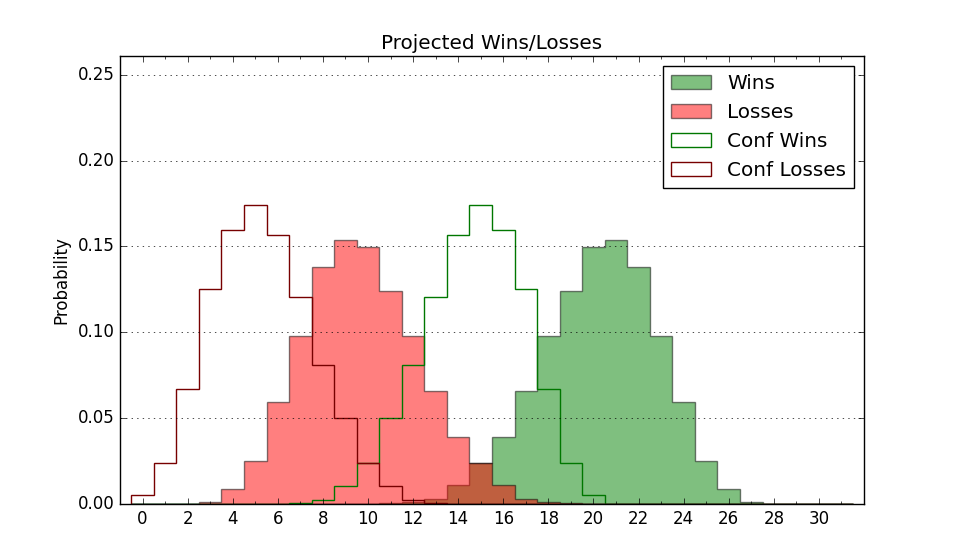 Projected Wins/Losses
Probability
0.25
0.20
0.15
0.10
0.05
0.00
0 2 4 6 8 10 12 14 16 18 20 22 24 26 28 30
Wins
Losses
Conf Wins
Conf Losses